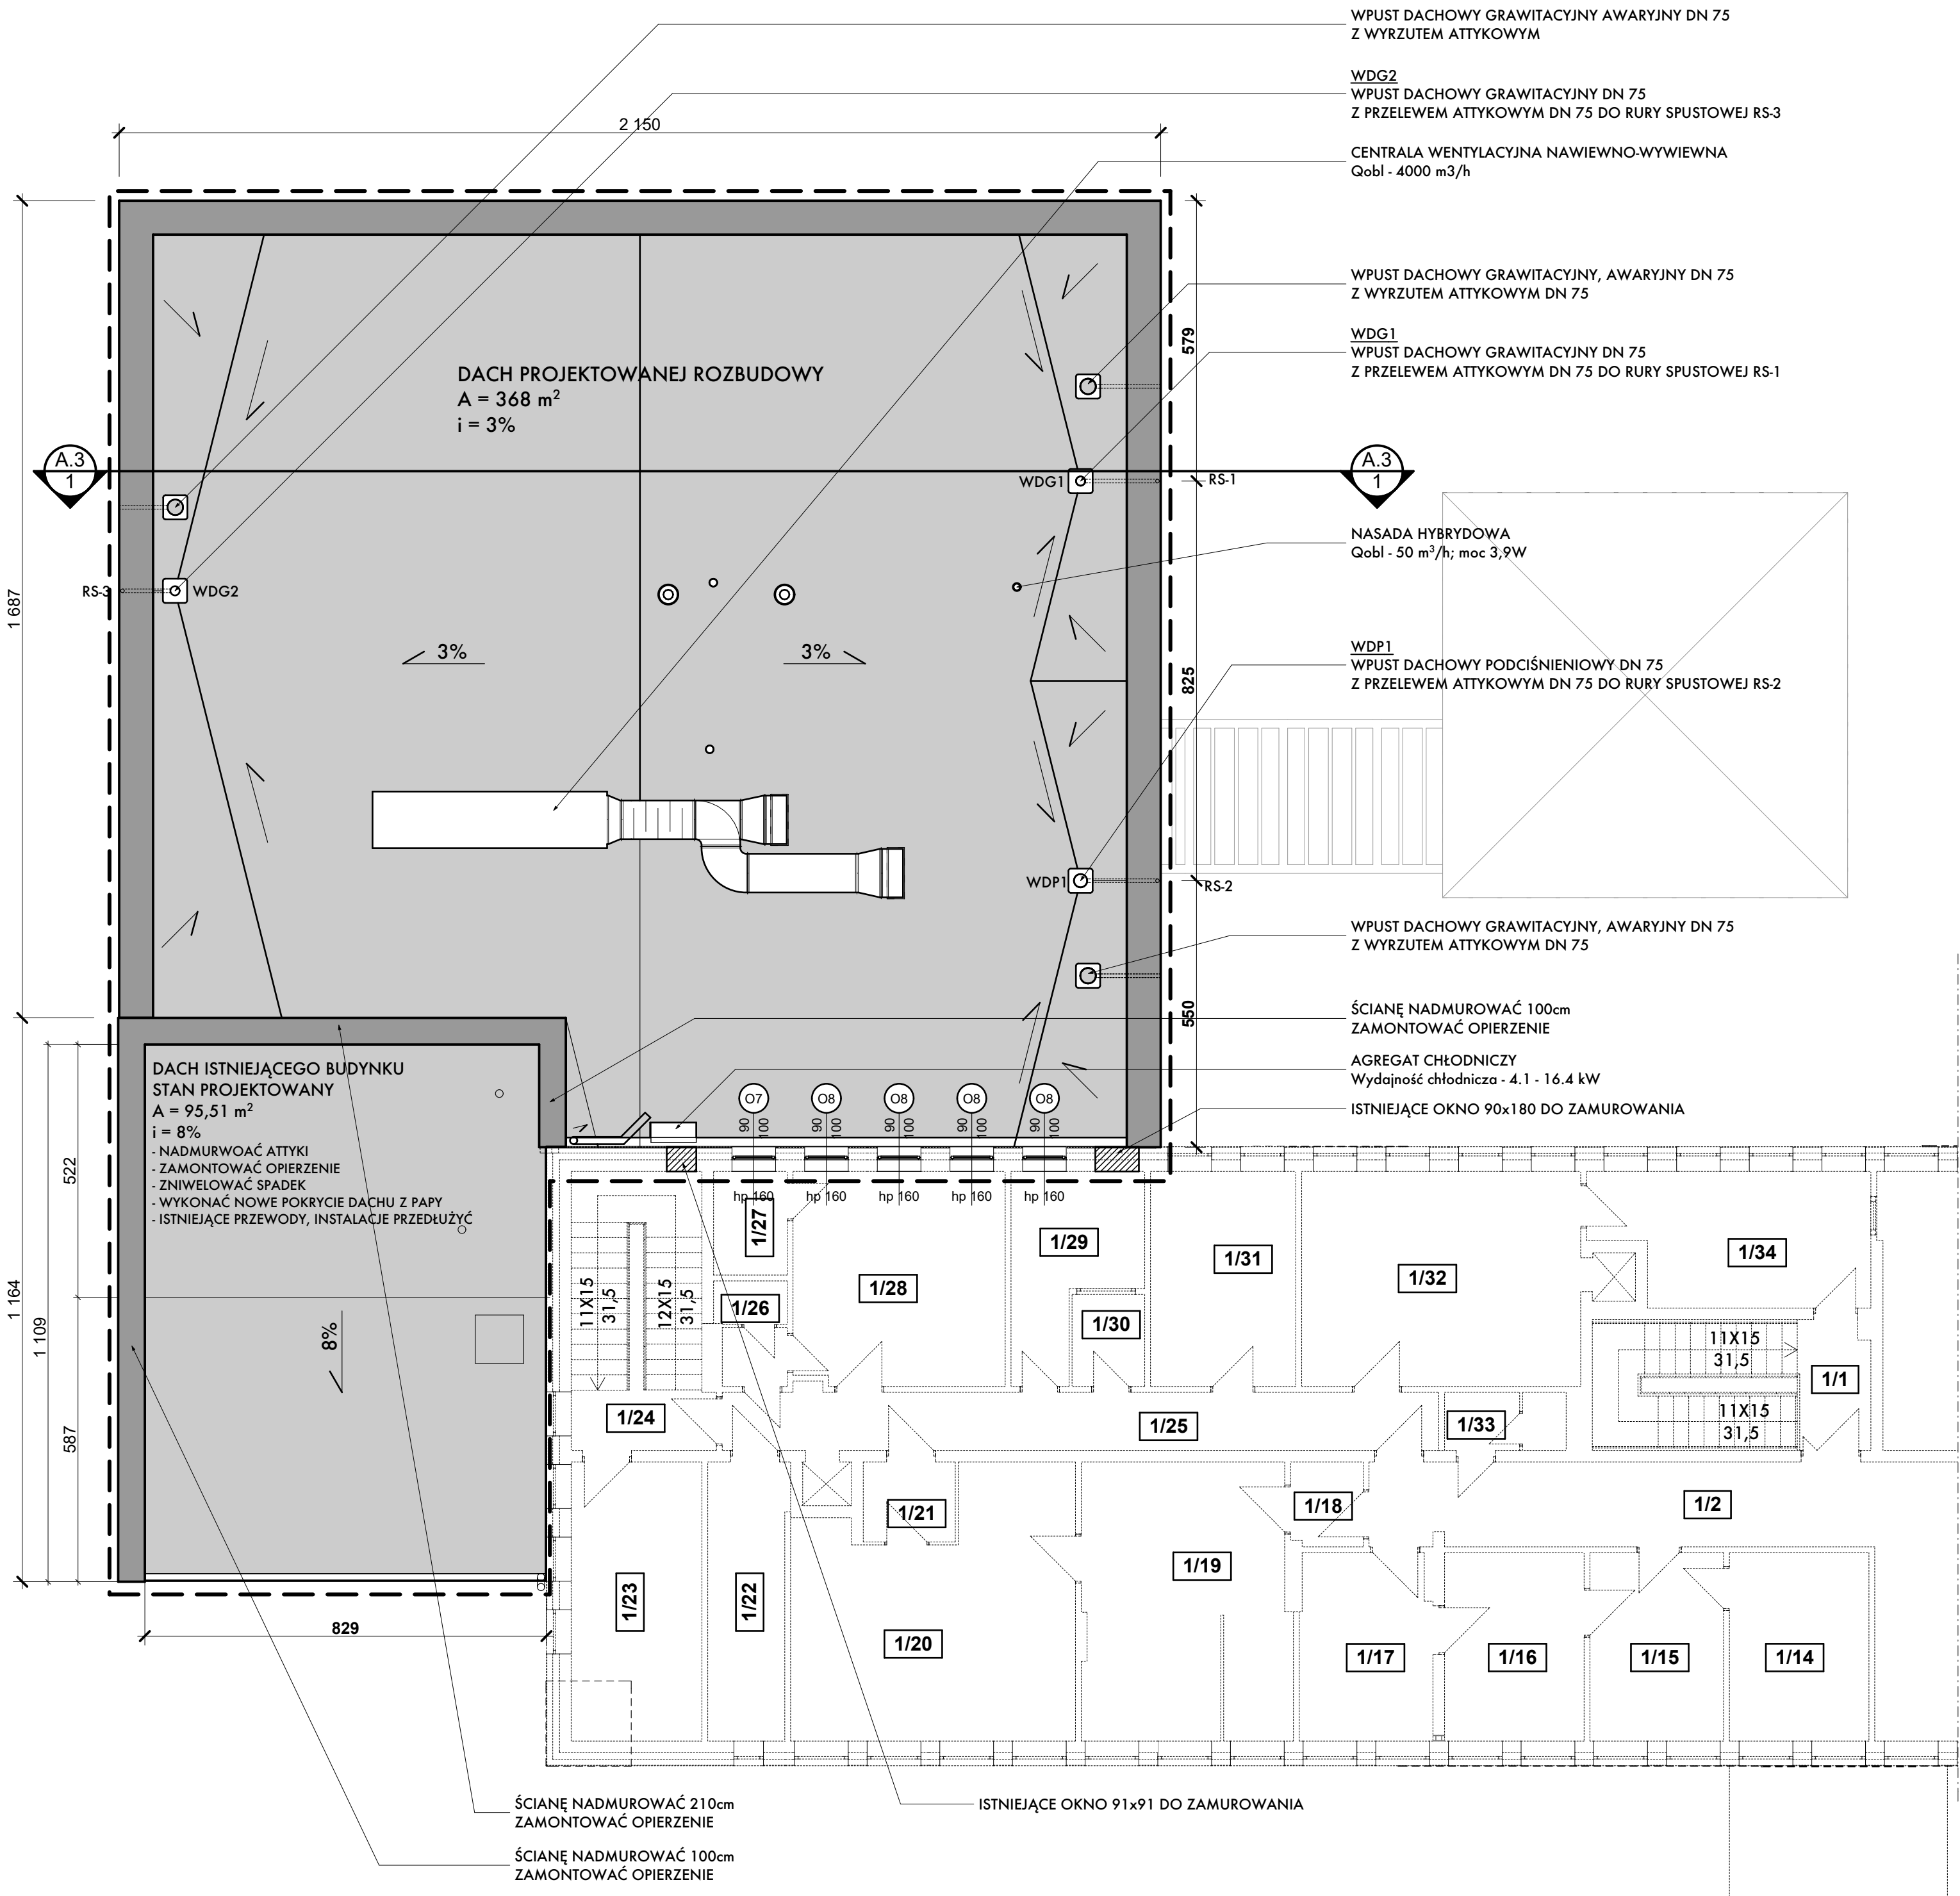 WPUST DACHOWY GRAWITACYJNY AWARYJNY DN 75
Z WYRZUTEM ATTYKOWYM
WDG2
WPUST DACHOWY GRAWITACYJNY DN 75
Z PRZELEWEM ATTYKOWYM DN 75 DO RURY SPUSTOWEJ RS-3
2 150
CENTRALA WENTYLACYJNA NAWIEWNO-WYWIEWNA
Qobl - 4000 m3/h
WPUST DACHOWY GRAWITACYJNY, AWARYJNY DN 75
Z WYRZUTEM ATTYKOWYM DN 75
579
WDG1
WPUST DACHOWY GRAWITACYJNY DN 75
Z PRZELEWEM ATTYKOWYM DN 75 DO RURY SPUSTOWEJ RS-1
DACH PROJEKTOWANEJ ROZBUDOWY
A = 368 m²
i = 3%
A.3
1
A.3
1
WDG1
RS-1
NASADA HYBRYDOWA
Qobl - 50 m³/h; moc 3,9W
RS-3
WDG2
1 687
3%
3%
WDP1
WPUST DACHOWY PODCIŚNIENIOWY DN 75
Z PRZELEWEM ATTYKOWYM DN 75 DO RURY SPUSTOWEJ RS-2
825
WDP1
RS-2
WPUST DACHOWY GRAWITACYJNY, AWARYJNY DN 75
Z WYRZUTEM ATTYKOWYM DN 75
550
ŚCIANĘ NADMUROWAĆ 100cm
ZAMONTOWAĆ OPIERZENIE
AGREGAT CHŁODNICZY
Wydajność chłodnicza - 4.1 - 16.4 kW
ISTNIEJĄCE OKNO 90x180 DO ZAMUROWANIA
DACH ISTNIEJĄCEGO BUDYNKU
STAN PROJEKTOWANY
A = 95,51 m²
i = 8%
- NADMURWOAĆ ATTYKI
- ZAMONTOWAĆ OPIERZENIE
- ZNIWELOWAĆ SPADEK
- WYKONAĆ NOWE POKRYCIE DACHU Z PAPY
- ISTNIEJĄCE PRZEWODY, INSTALACJE PRZEDŁUŻYĆ
O7
O8
O8
O8
O8
90
100
90
100
90
100
90
100
90
100
hp 160
hp 160
hp 160
hp 160
hp 160
522
1 164
1 109
587
8%
829
11X15
31,5
12X15
31,5
1/27
1/26
1/28
1/29
1/30
1/31
1/32
1/34
11X15
31,5
11X15
31,5
1/1
1/24
1/25
1/33
1/21
1/18
1/2
1/23
1/22
1/20
1/19
1/17
1/16
1/15
1/14
ŚCIANĘ NADMUROWAĆ 210cm
ZAMONTOWAĆ OPIERZENIE
ISTNIEJĄCE OKNO 91x91 DO ZAMUROWANIA
ŚCIANĘ NADMUROWAĆ 100cm
ZAMONTOWAĆ OPIERZENIE